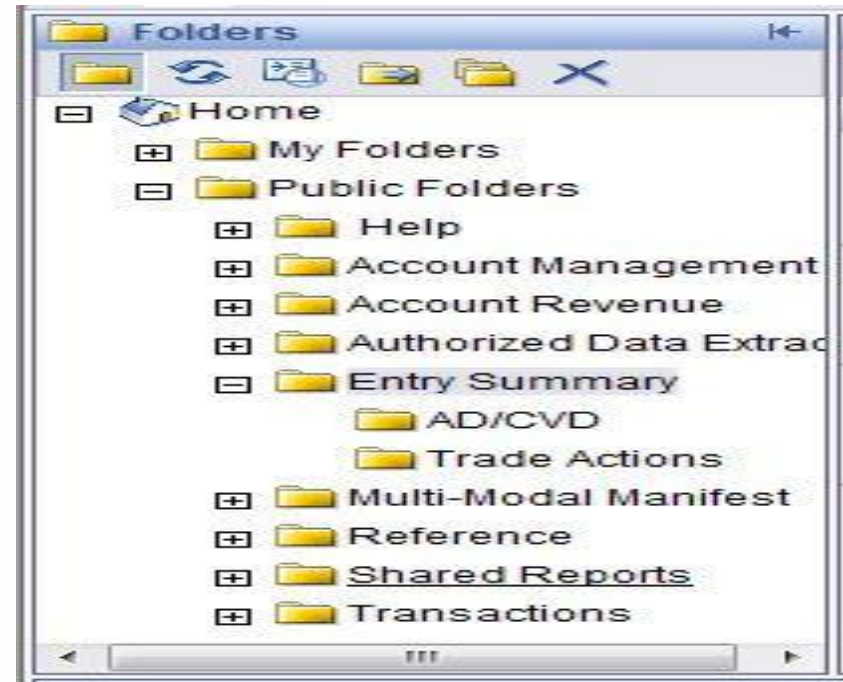 Folders
Home
My Folders
Public Folders
Help
Account Management
Account Revenue
Authorized Data Extrac
Entry Summary
AD/CVD
Trade Actions
Multi-Modal Manifest
Reference
Shared Reports
Transactions